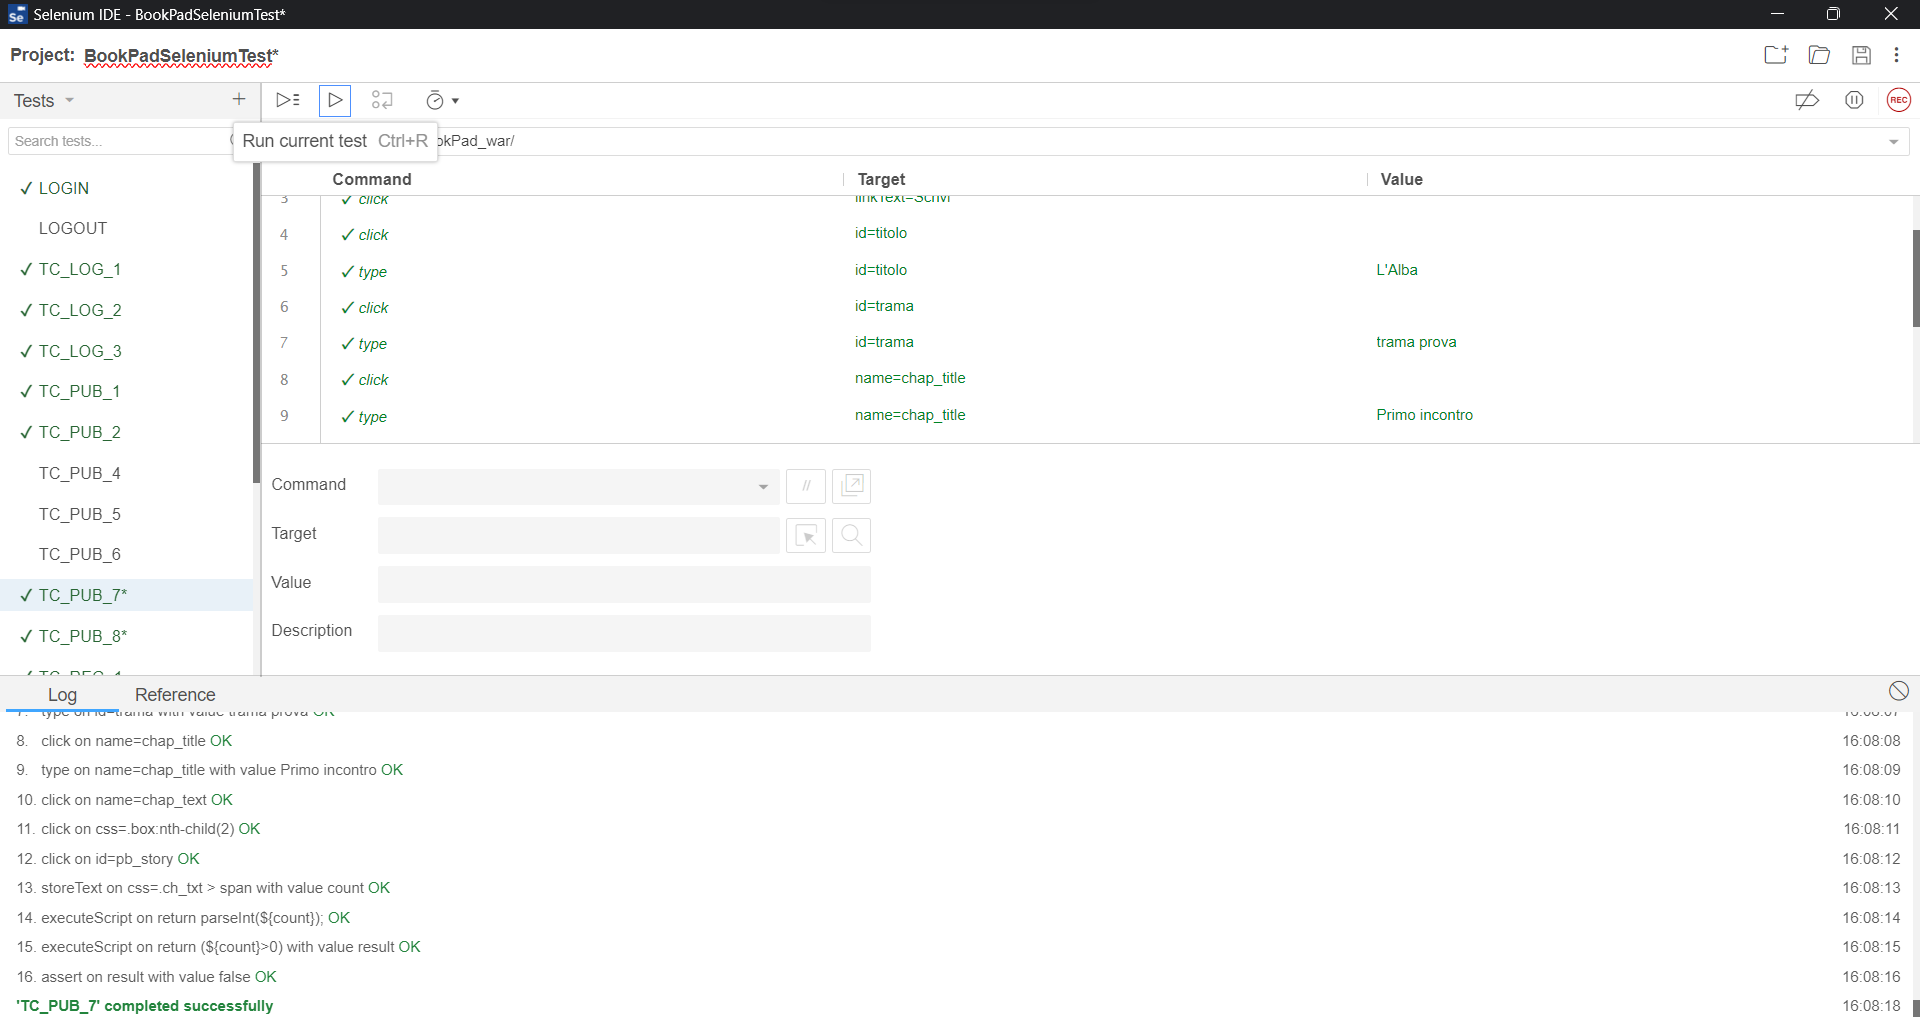 Selenium IDE - BookPadSeleniumTest*
Project: BookPadSeleniumTest*
Tests
Search tests...
Run current test Ctrl+R
okPad_war/
Command Target Value
3 click linkText=Scrivi
4 click id=titolo
5 type id=titolo L'Alba
6 click id=trama
7 type id=trama trama prova
8 click name=chap_title
9 type name=chap_title Primo incontro
LOGIN
LOGOUT
TC_LOG_1
TC_LOG_2
TC_LOG_3
TC_PUB_1
TC_PUB_2
TC_PUB_4
TC_PUB_5
TC_PUB_6
TC_PUB_7*
TC_PUB_8*
TC_REG_1
REC
Command //
Target
Value
Description
Log Reference
7. type on id=trama with value trama prova OK 16:08:07
8. click on name=chap_title OK 16:08:08
9. type on name=chap_title with value Primo incontro OK 16:08:09
10. click on name=chap_text OK 16:08:10
11. click on css=.box:nth-child(2) OK 16:08:11
12. click on id=pb_story OK 16:08:12
13. storeText on css=.ch_txt > span with value count OK 16:08:13
14. executeScript on return parseInt(${count}); OK 16:08:14
15. executeScript on return (${count}>0) with value result OK 16:08:15
16. assert on result with value false OK 16:08:16
'TC_PUB_7' completed successfully 16:08:18